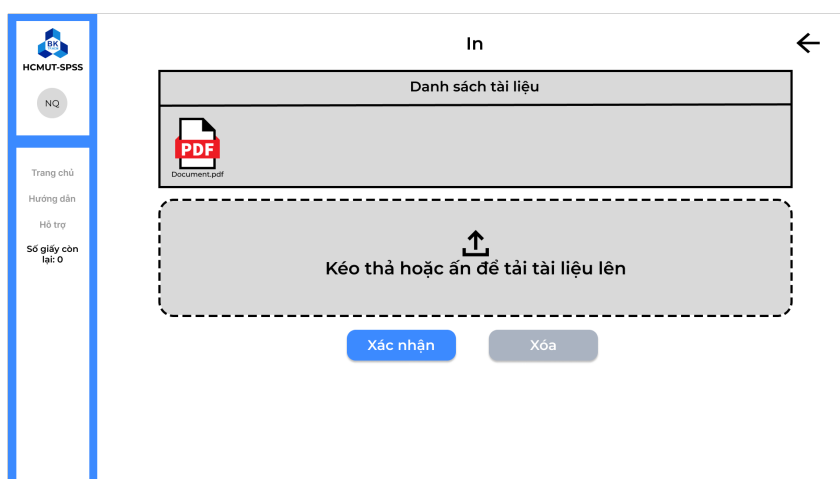 BK
HCMUT-SPSS
NQ
Trang chủ
Hướng dẫn
Hỗ trợ
Số giấy còn
lại: 0
In
Danh sách tài liệu
PDF
Document.pdf
Kéo thả hoặc ấn để tải tài liệu lên
Xác nhận
Xóa